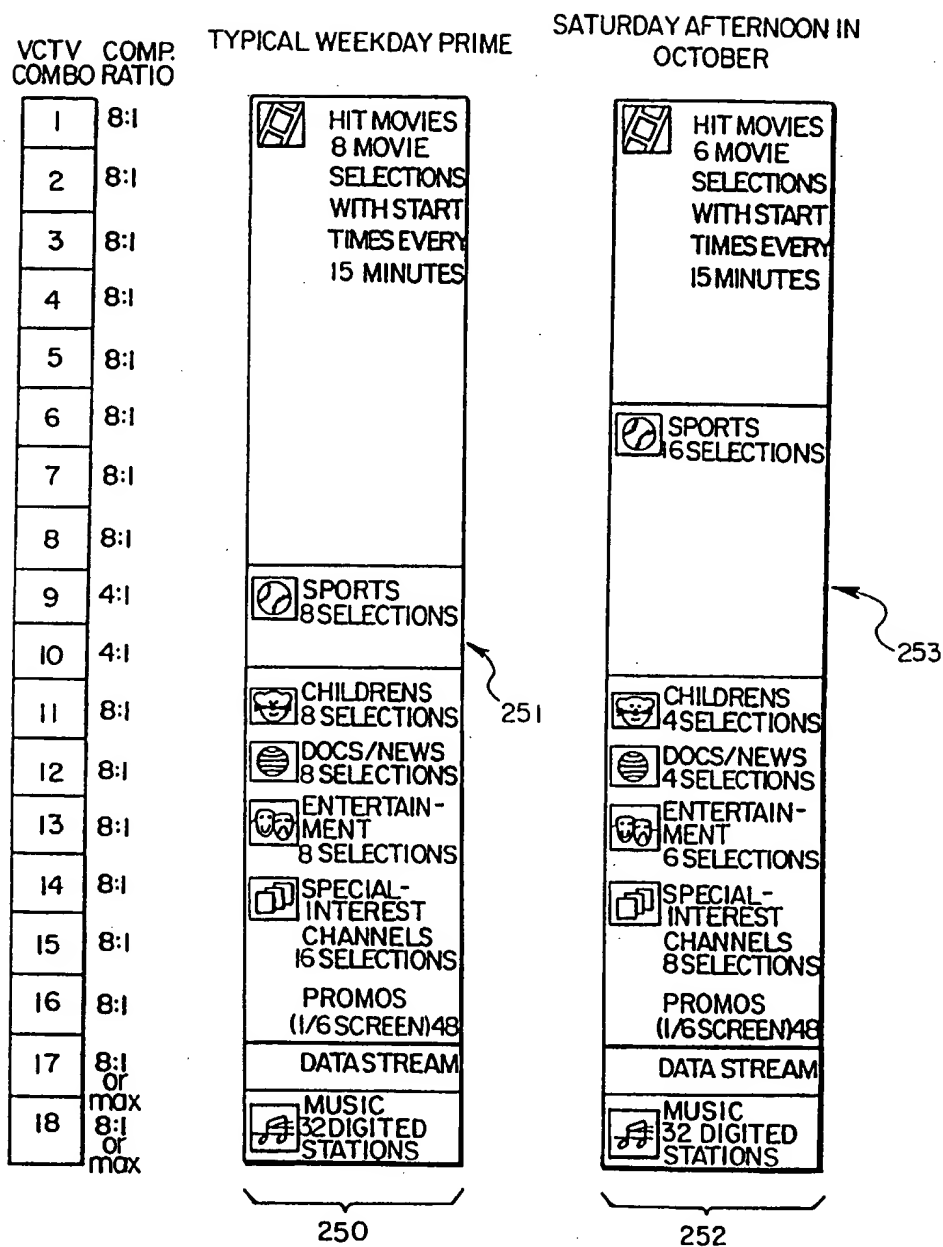 VCTV COMBO
COMP. RATIO
1 8:1
2 8:1
3 8:1
4 8:1
5 8:1
6 8:1
7 8:1
8 8:1
9 4:1
10 4:1
11 8:1
12 8:1
13 8:1
14 8:1
15 8:1
16 8:1
17 8:1 or max
18 8:1 or max
TYPICAL WEEKDAY PRIME
HIT MOVIES
8 MOVIE
SELECTIONS
WITH START
TIMES EVERY
15 MINUTES
SPORTS
8 SELECTIONS
251
CHILDRENS
8 SELECTIONS
DOCS/NEWS
8 SELECTIONS
ENTERTAIN-
MENT
8 SELECTIONS
SPECIAL-
INTEREST
CHANNELS
16 SELECTIONS
PROMOS
(1/6 SCREEN) 48
DATA STREAM
MUSIC
32 DIGITED
STATIONS
250
SATURDAY AFTERNOON IN
OCTOBER
HIT MOVIES
6 MOVIE
SELECTIONS
WITH START
TIMES EVERY
15 MINUTES
SPORTS
16 SELECTIONS
253
CHILDRENS
4 SELECTIONS
DOCS/NEWS
4 SELECTIONS
ENTERTAIN-
MENT
6 SELECTIONS
SPECIAL-
INTEREST
CHANNELS
8 SELECTIONS
PROMOS
(1/6 SCREEN) 48
DATA STREAM
MUSIC
32 DIGITED
STATIONS
252